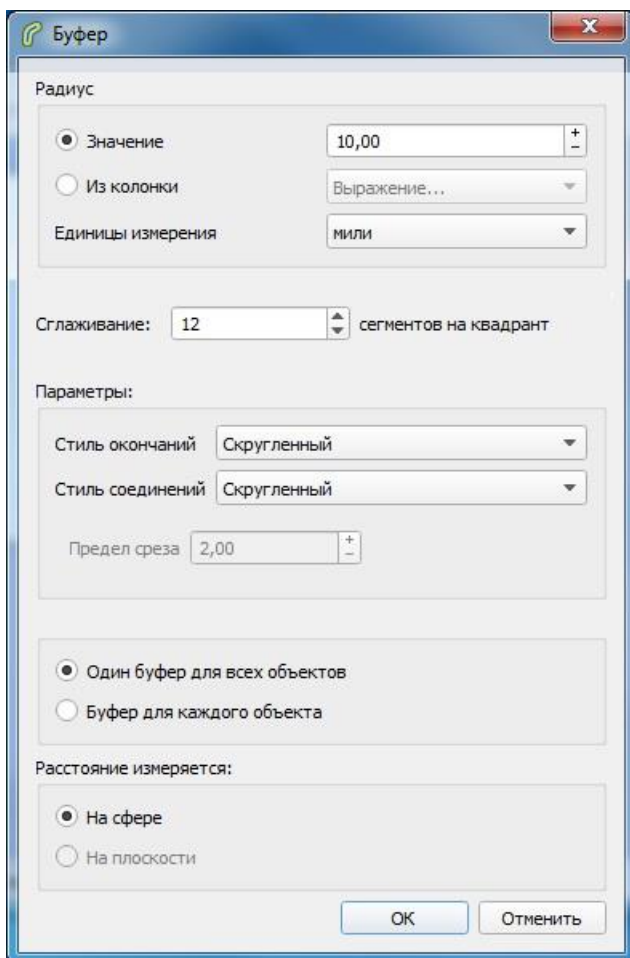 Буфер
Радиус
Значение 10,00
Из колонки Выражение...
Единицы измерения мили
Сглаживание: 12 сегментов на квадрант
Параметры:
Стиль окончаний Скругленный
Стиль соединений Скругленный
Предел среза 2,00
Один буфер для всех объектов
Буфер для каждого объекта
Расстояние измеряется:
На сфере
На плоскости
OK Отменить